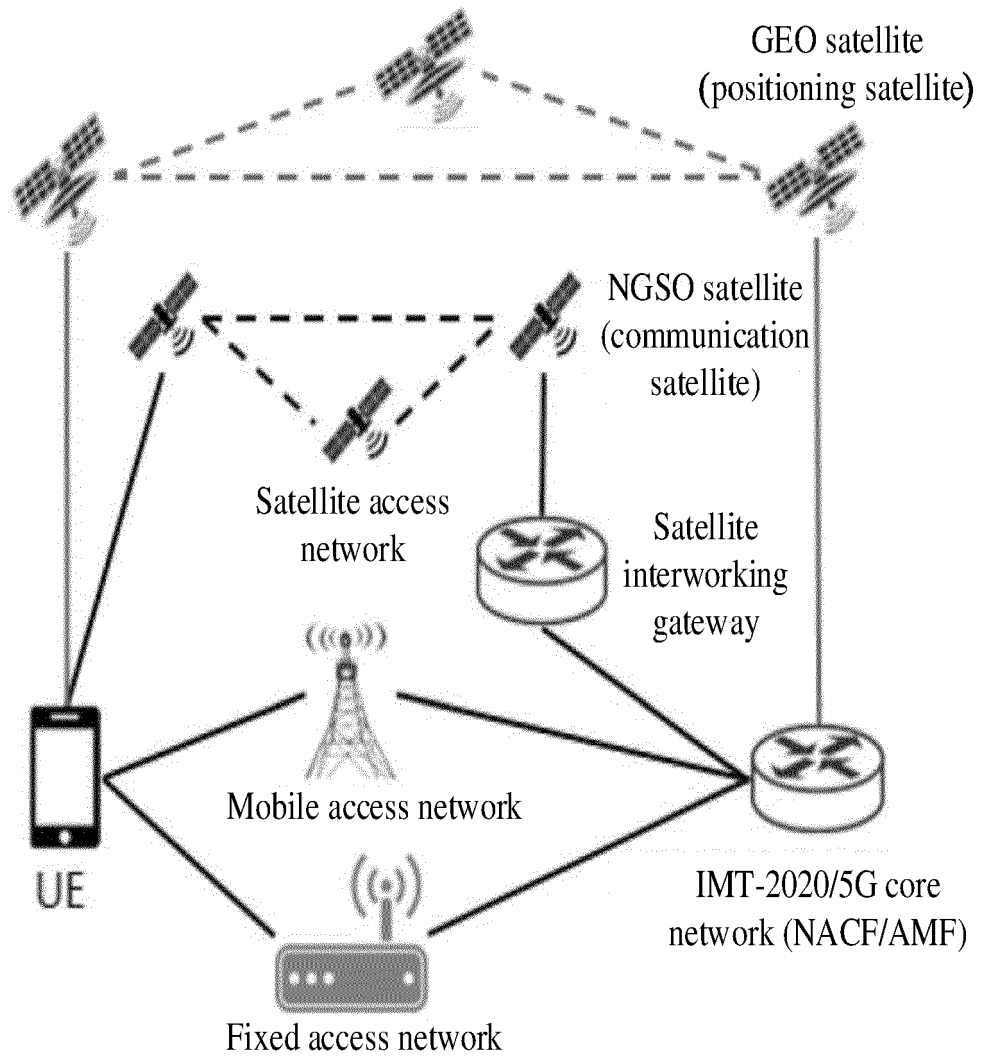 GEO satellite
(positioning satellite)
NGSO satellite
(communication
satellite)
Satellite access
network
Satellite
interworking
gateway
Mobile access network
UE
IMT-2020/5G core
network (NACF/AMF)
Fixed access network